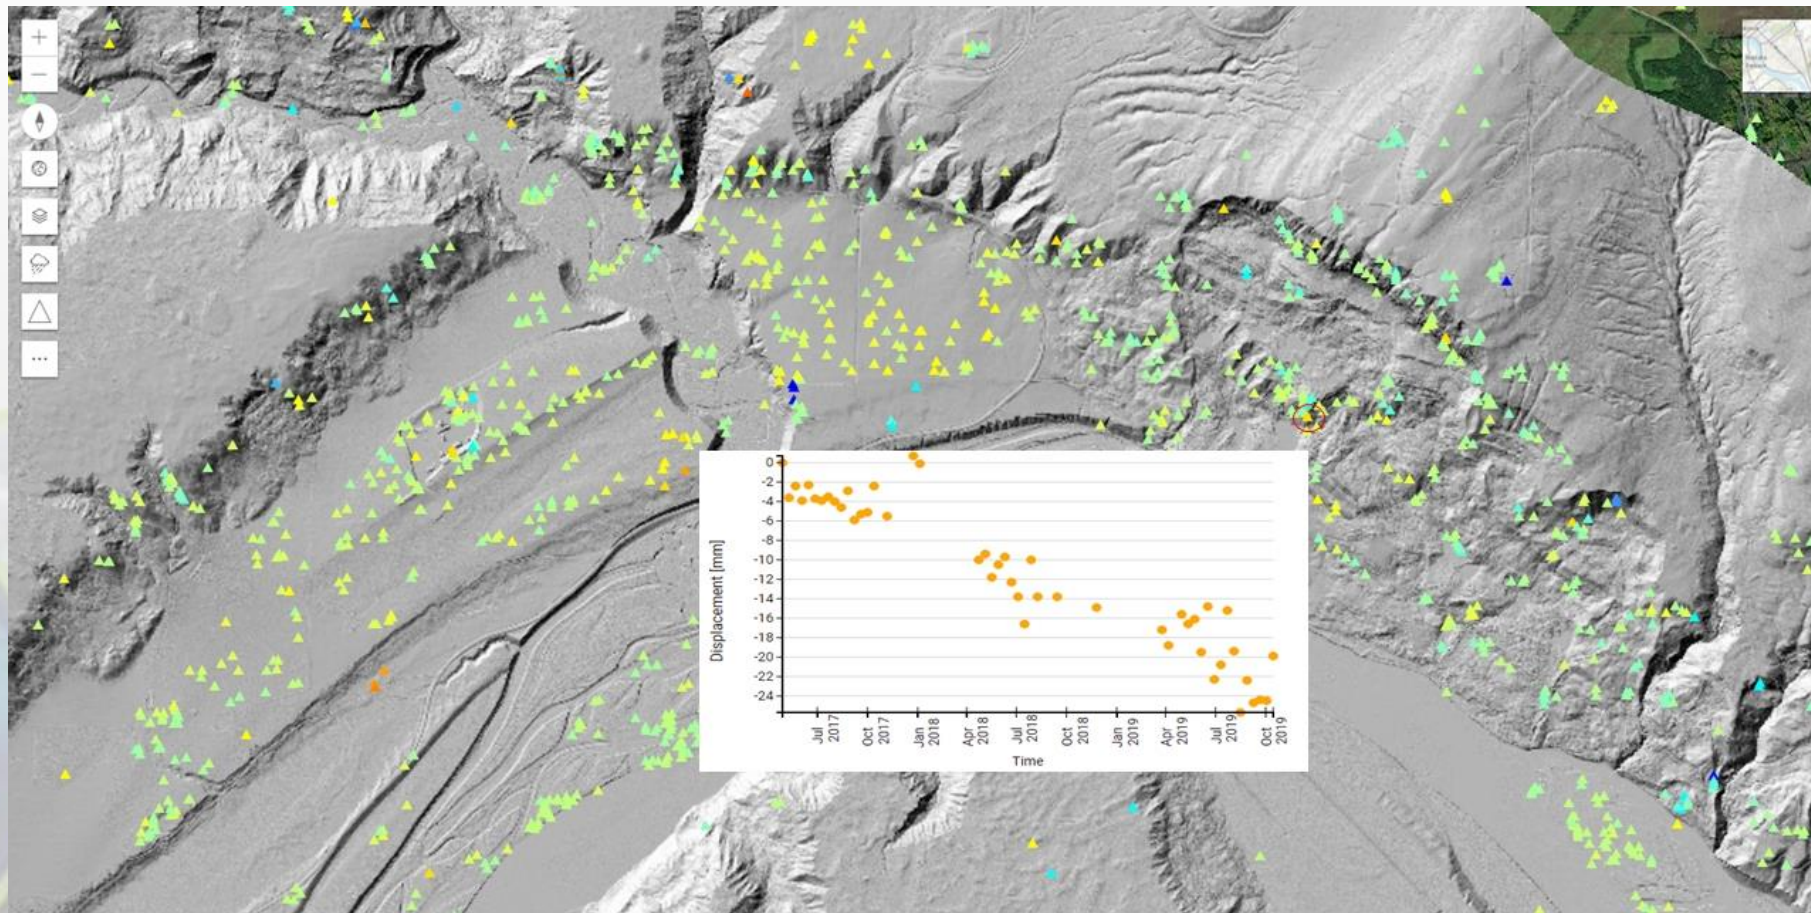 +
−
...
0
-2
-4
-6
-8
-10
-12
-14
-16
-18
-20
-22
-24
Displacement [mm]
Jul 2017
Oct 2017
Jan 2018
Apr 2018
Jul 2018
Oct 2018
Jan 2019
Apr 2019
Jul 2019
Oct 2019
Time